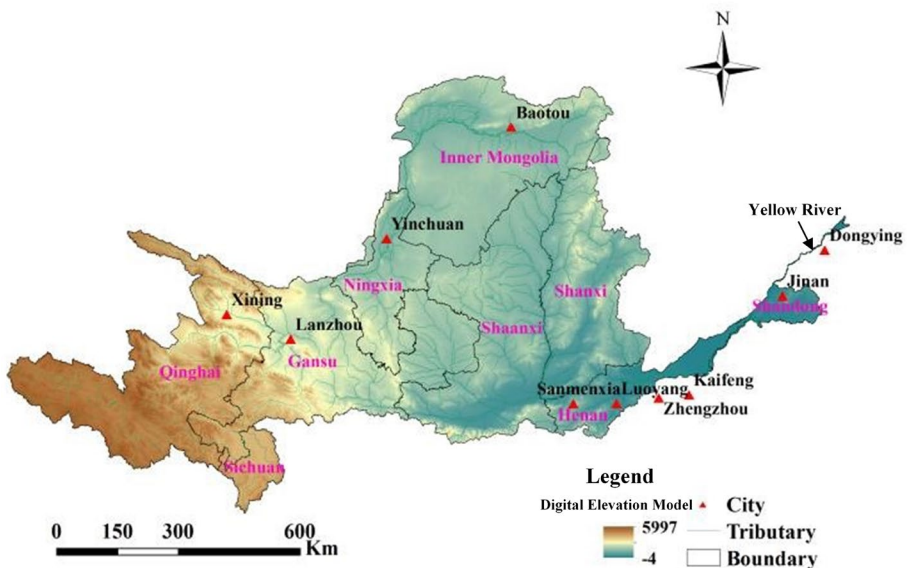 N
Baotou
Inner Mongolia
Yellow River
Yinchuan
Dongying
Ningxia
Jinan
Shandong
Shanxi
Xining
Lanzhou
Shaanxi
Gansu
Qinghai
Sanmenxia
Luoyang
Kaifeng
Zhengzhou
Henan
Sichuan
Legend
Digital Elevation Model
City
5997
-4
Tributary
Boundary
0 150 300 600
Km